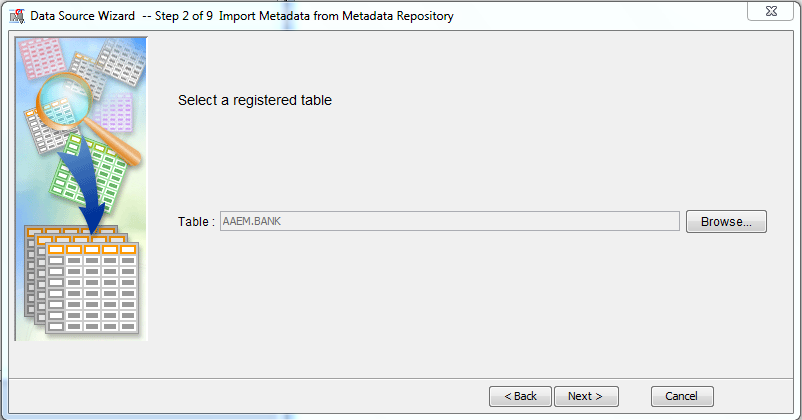 Data Source Wizard -- Step 2 of 9 Import Metadata from Metadata Repository
Select a registered table
Table : AAEM.BANK Browse...
< Back Next > Cancel